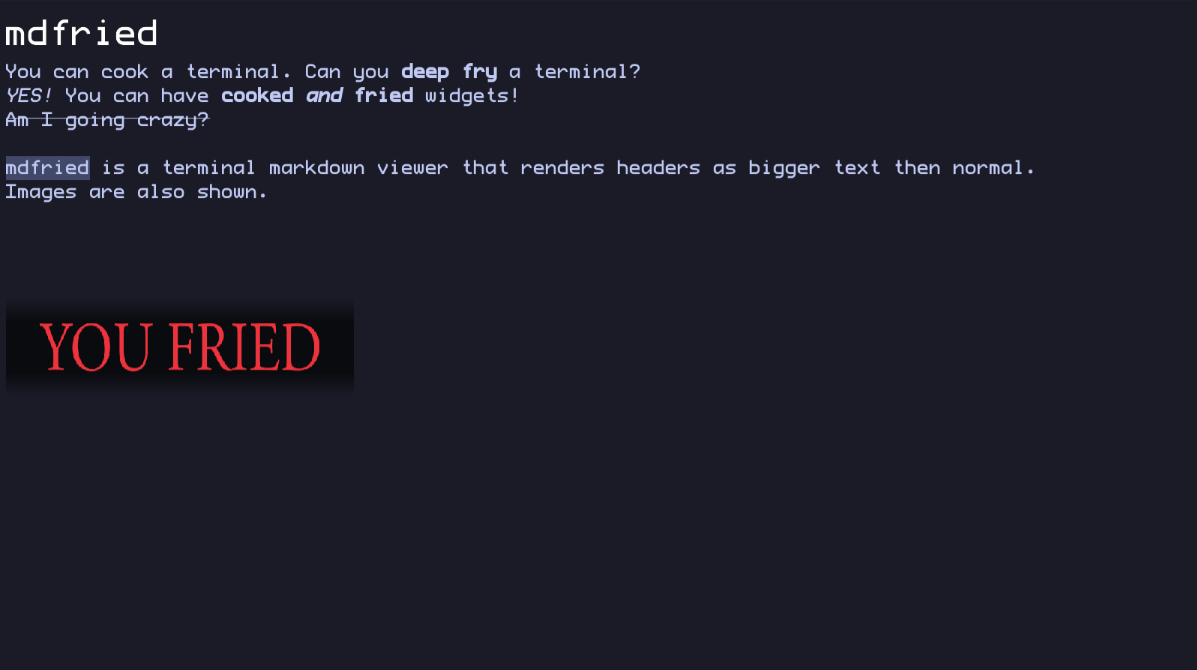 mdfried
You can cook a terminal. Can you deep fry a terminal?
YES! You can have cooked and fried widgets!
Am I going crazy?
mdfried is a terminal markdown viewer that renders headers as bigger text then normal.
Images are also shown.
YOU FRIED